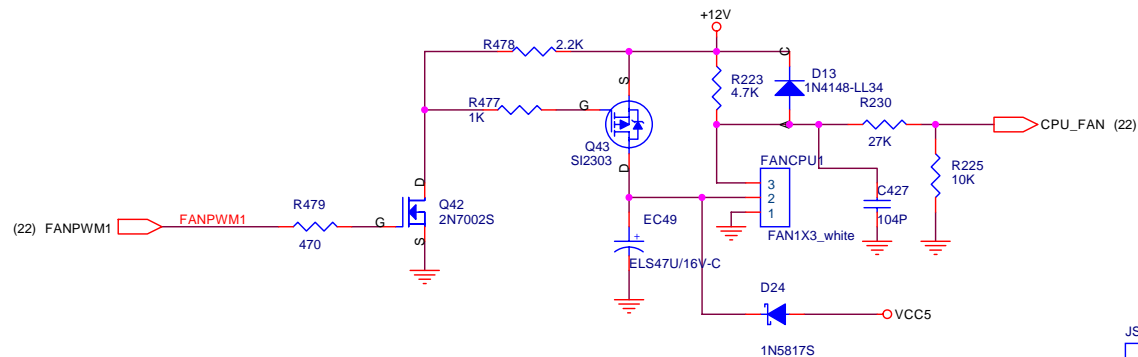 +12V
R478 2.2K
C
S
R223
4.7K
D13
1N4148-LL34
R477
1K
G
R230
A
CPU_FAN (22)
27K
Q43
SI2303
D
FANCPU1
R225
10K
D
3
2
1
C427
104P
Q42
2N7002S
R479
(22) FANPWM1
FANPWM1
G
470
S
EC49
+
FAN1X3_white
ELS47U/16V-C
D24
VCC5
1N5817S
JS